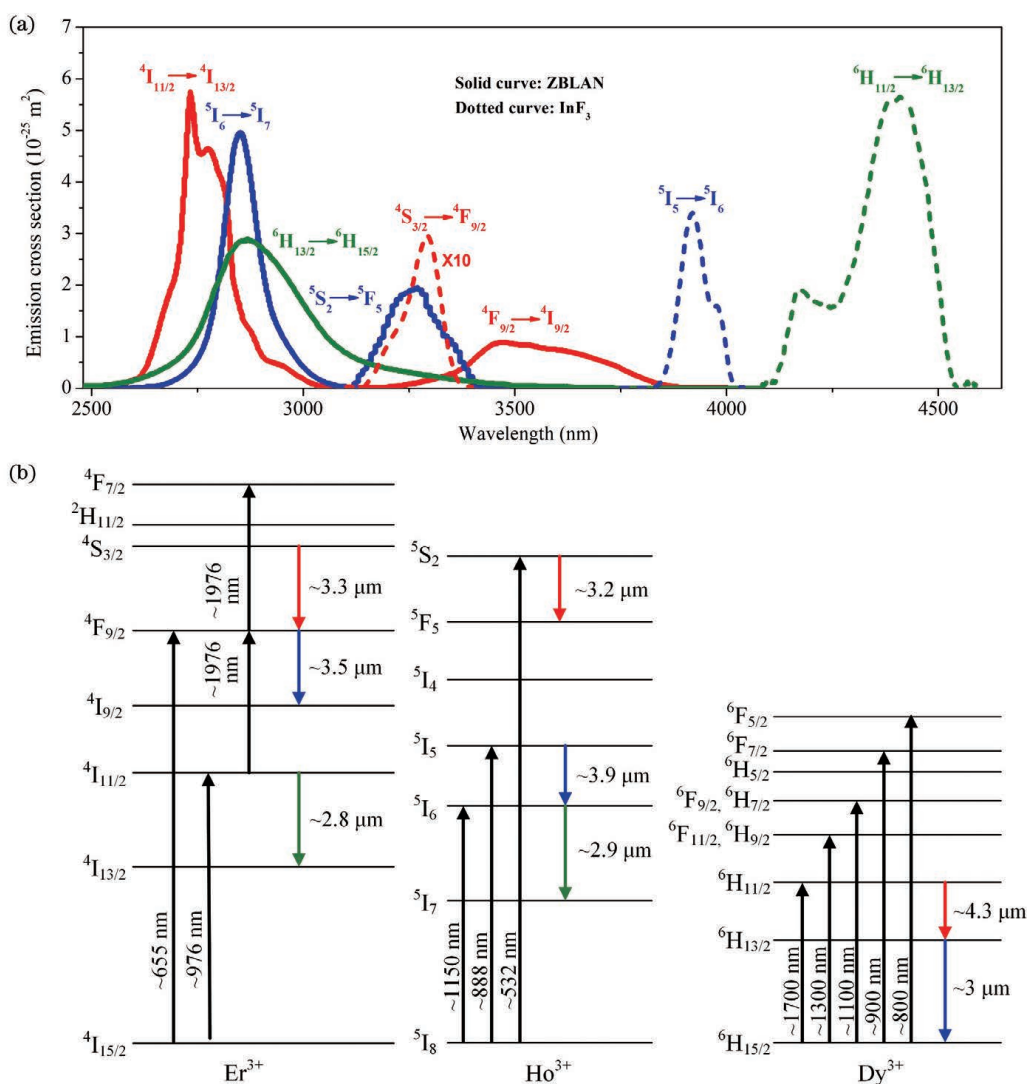 (a)
7
6
5
4
3
2
1
0
Emission cross section (10⁻²⁵ m²)
⁴I₁₁/₂→⁴I₁₃/₂
⁵I₆→⁵I₇
Solid curve: ZBLAN
Dotted curve: InF₃
⁶H₁₁/₂→⁶H₁₃/₂
⁶H₁₃/₂→⁶H₁₅/₂
⁵S₂→⁵F₅
⁴S₃/₂→⁴F₉/₂
X10
⁴F₉/₂→⁴I₉/₂
⁵I₅→⁵I₆
2500 3000 3500 4000 4500
Wavelength (nm)
(b)
⁴F₇/₂
²H₁₁/₂
⁴S₃/₂
⁴F₉/₂
⁴I₉/₂
⁴I₁₁/₂
⁴I₁₃/₂
⁴I₁₅/₂
~655 nm
~976 nm
~1976
nm
~1976
nm
~3.3 μm
~3.5 μm
~2.8 μm
Er³⁺
⁵S₂
⁵F₅
⁵I₄
⁵I₅
⁵I₆
⁵I₇
⁵I₈
~1150 nm
~888 nm
~532 nm
~3.2 μm
~3.9 μm
~2.9 μm
Ho³⁺
⁶F₅/₂
⁶F₇/₂
⁶H₅/₂
⁶F₉/₂, ⁶H₇/₂
⁶F₁₁/₂, ⁶H₉/₂
⁶H₁₁/₂
⁶H₁₃/₂
⁶H₁₅/₂
~1700 nm
~1300 nm
~1100 nm
~900 nm
~800 nm
~4.3 μm
~3 μm
Dy³⁺